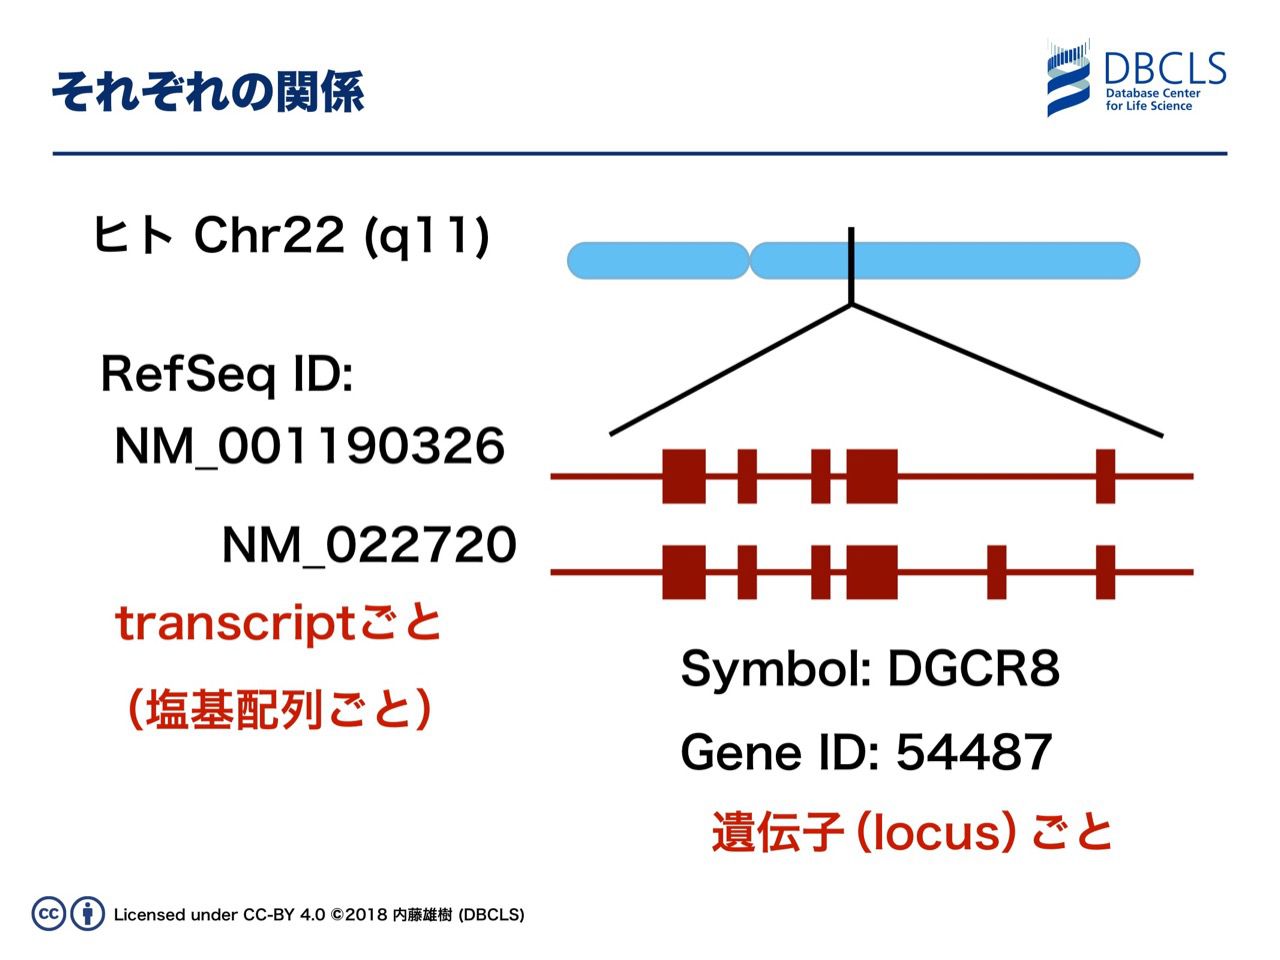 それぞれの関係
DBCLS
Database Center
for Life Science
ヒト Chr22 (q11)
RefSeq ID:
NM_001190326
NM_022720
transcriptごと
（塩基配列ごと）
Symbol: DGCR8
Gene ID: 54487
遺伝子（locus）ごと
cc
Licensed under CC-BY 4.0 ©2018 内藤雄樹 (DBCLS)